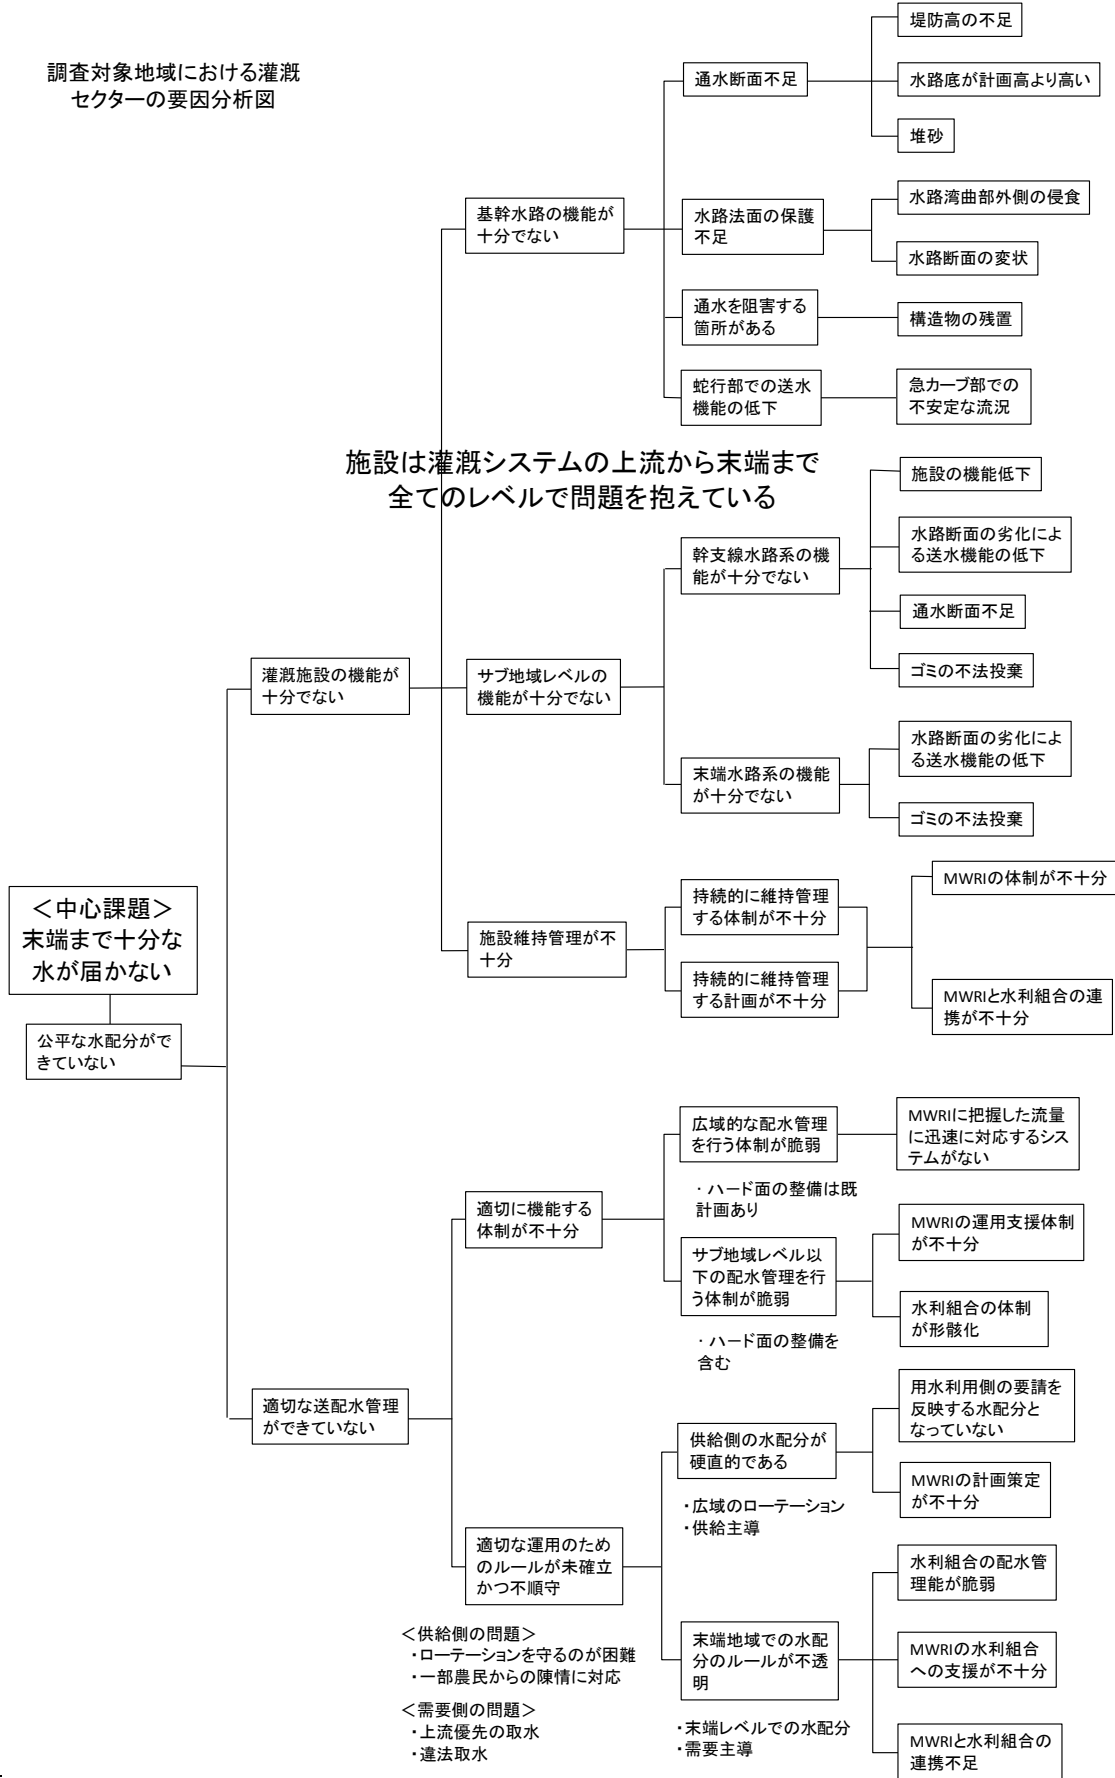 調査対象地域における灌漑
セクターの要因分析図
堤防高の不足
通水断面不足
水路底が計画高より高い
堆砂
基幹水路の機能が
十分でない
水路法面の保護
不足
水路湾曲部外側の侵食
水路断面の変状
通水を阻害する
箇所がある
構造物の残置
蛇行部での送水
機能の低下
急カーブ部での
不安定な流況
施設は灌漑システムの上流から末端まで
全てのレベルで問題を抱えている
施設の機能低下
幹支線水路系の機
能が十分でない
水路断面の劣化によ
る送水機能の低下
通水断面不足
ゴミの不法投棄
灌漑施設の機能が
十分でない
サブ地域レベルの
機能が十分でない
末端水路系の機能
が十分でない
水路断面の劣化によ
る送水機能の低下
ゴミの不法投棄
＜中心課題＞
末端まで十分な
水が届かない
公平な水配分がで
きていない
施設維持管理が不
十分
持続的に維持管理
する体制が不十分
持続的に維持管理
する計画が不十分
MWRIの体制が不十分
MWRIと水利組合の連
携が不十分
広域的な配水管理
を行う体制が脆弱
MWRIに把握した流量
に迅速に対応するシス
テムがない
・ハード面の整備は既
計画あり
適切に機能する
体制が不十分
サブ地域レベル以
下の配水管理を行
う体制が脆弱
MWRIの運用支援体制
が不十分
水利組合の体制
が形骸化
・ハード面の整備を
含む
適切な送配水管理
ができていない
供給側の水配分が
硬直的である
用水利用側の要請を
反映する水配分と
なっていない
MWRIの計画策定
が不十分
・広域のローテーション
・供給主導
適切な運用のため
のルールが未確立
かつ不順守
＜供給側の問題＞
・ローテーションを守るのが困難
・一部農民からの陳情に対応
＜需要側の問題＞
・上流優先の取水
・違法取水
末端地域での水配
分のルールが不透
明
・末端レベルでの水配分
・需要主導
水利組合の配水管
理能が脆弱
MWRIの水利組合
への支援が不十分
MWRIと水利組合の
連携不足